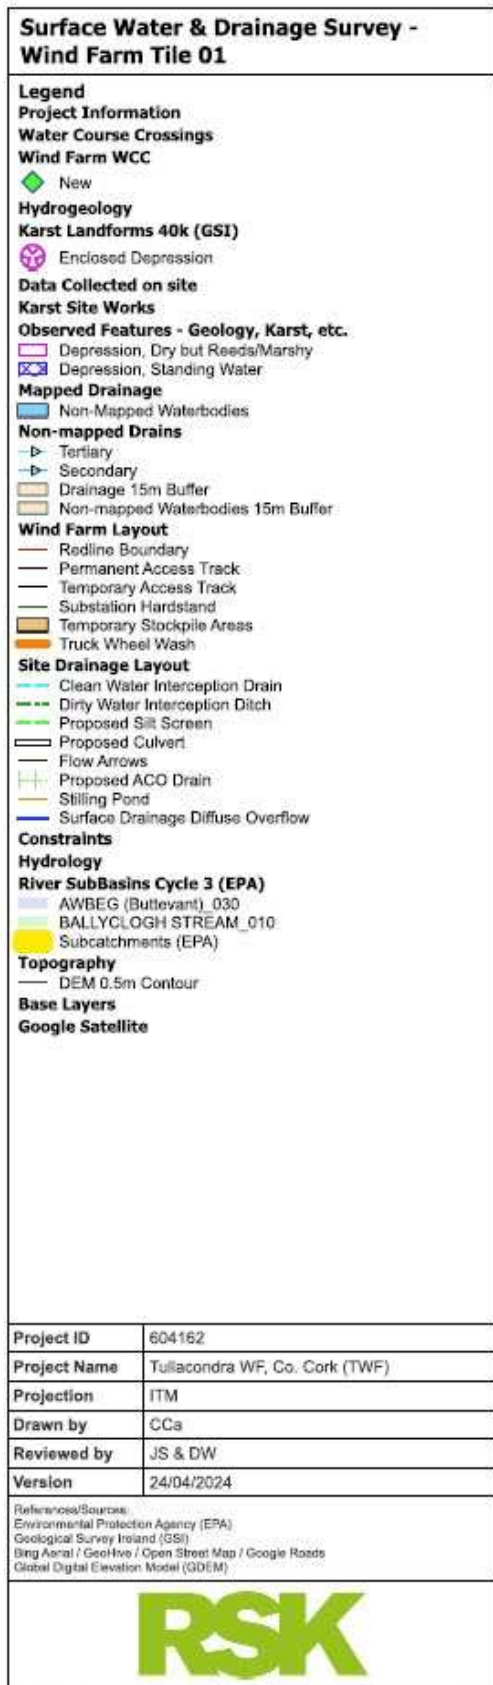 Surface Water & Drainage Survey -
Wind Farm Tile 01
Legend
Project Information
Water Course Crossings
Wind Farm WCC
New
Hydrogeology
Karst Landforms 40k (GSI)
Enclosed Depression
Data Collected on site
Karst Site Works
Observed Features - Geology, Karst, etc.
Depression, Dry but Reeds/Marshy
Depression, Standing Water
Mapped Drainage
Non-Mapped Waterbodies
Non-mapped Drains
Tertiary
Secondary
Drainage 15m Buffer
Non-mapped Waterbodies 15m Buffer
Wind Farm Layout
Redline Boundary
Permanent Access Track
Temporary Access Track
Substation Hardstand
Temporary Stockpile Areas
Truck Wheel Wash
Site Drainage Layout
Clean Water Interception Drain
Dirty Water Interception Ditch
Proposed Silt Screen
Proposed Culvert
Flow Arrows
Proposed ACO Drain
Stilling Pond
Surface Drainage Diffuse Overflow
Constraints
Hydrology
River SubBasins Cycle 3 (EPA)
AWBEG (Buttevant)_030
BALLYCLOGH STREAM_010
Subcatchments (EPA)
Topography
DEM 0.5m Contour
Base Layers
Google Satellite
Project ID 604162
Project Name Tullacondra WF, Co. Cork (TWF)
Projection ITM
Drawn by CCa
Reviewed by JS & DW
Version 24/04/2024
References/Sources:
Environmental Protection Agency (EPA)
Geological Survey Ireland (GSI)
Bing Aerial / GeoHive / Open Street Map / Google Roads
Global Digital Elevation Model (GDEM)
RSK